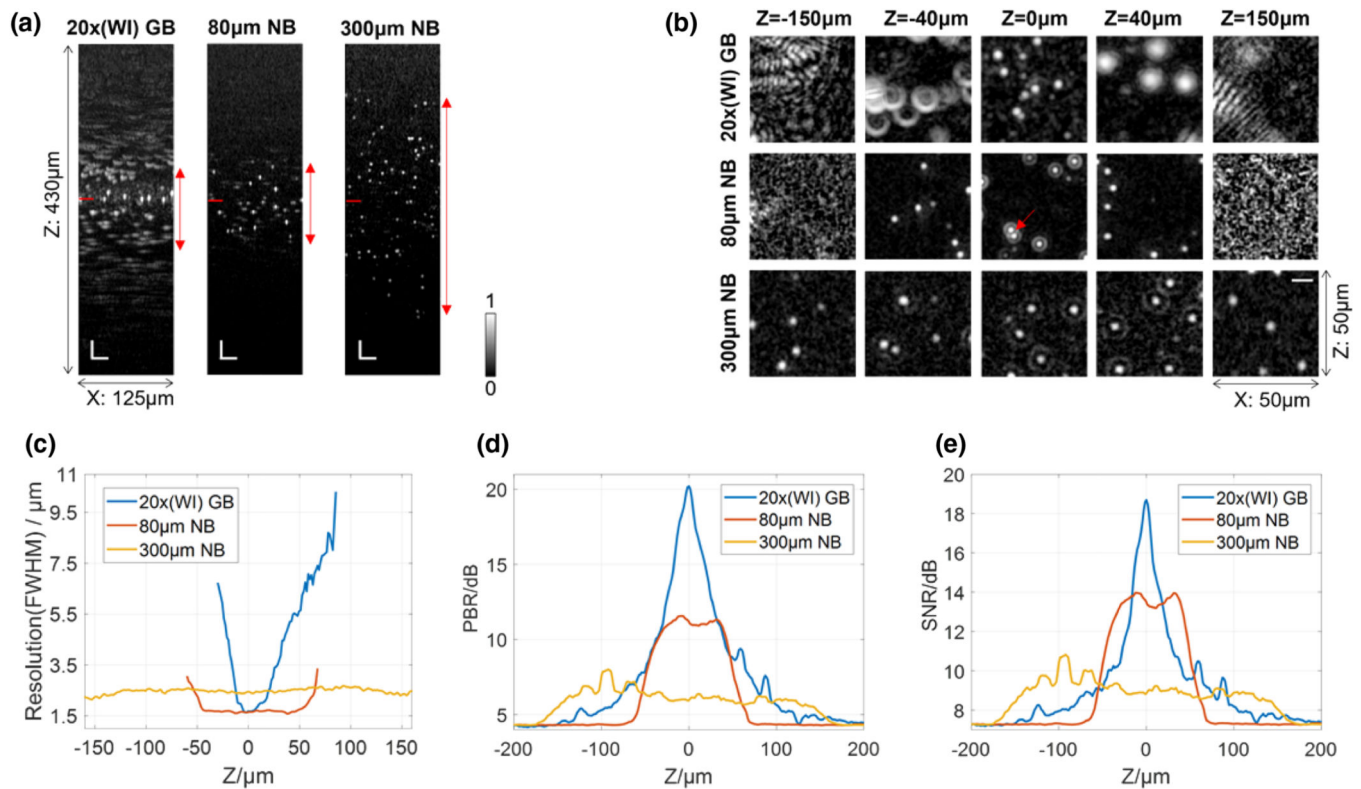 (a)
20x(WI) GB 80µm NB 300µm NB
Z: 430µm
X: 125µm
1
0
(b)
Z=-150µm Z=-40µm Z=0µm Z=40µm Z=150µm
20x(WI) GB
80µm NB
300µm NB
Z: 50µm
X: 50µm
(c)
Resolution(FWHM) / µm
11
9.5
7.5
5.5
3.5
1.5
20x(WI) GB
80µm NB
300µm NB
-150 -100 -50 0 50 100 150
Z/µm
(d)
PBR/dB
20
15
10
5
20x(WI) GB
80µm NB
300µm NB
-200 -100 0 100 200
Z/µm
(e)
SNR/dB
20
18
16
14
12
10
8
20x(WI) GB
80µm NB
300µm NB
-200 -100 0 100 200
Z/µm